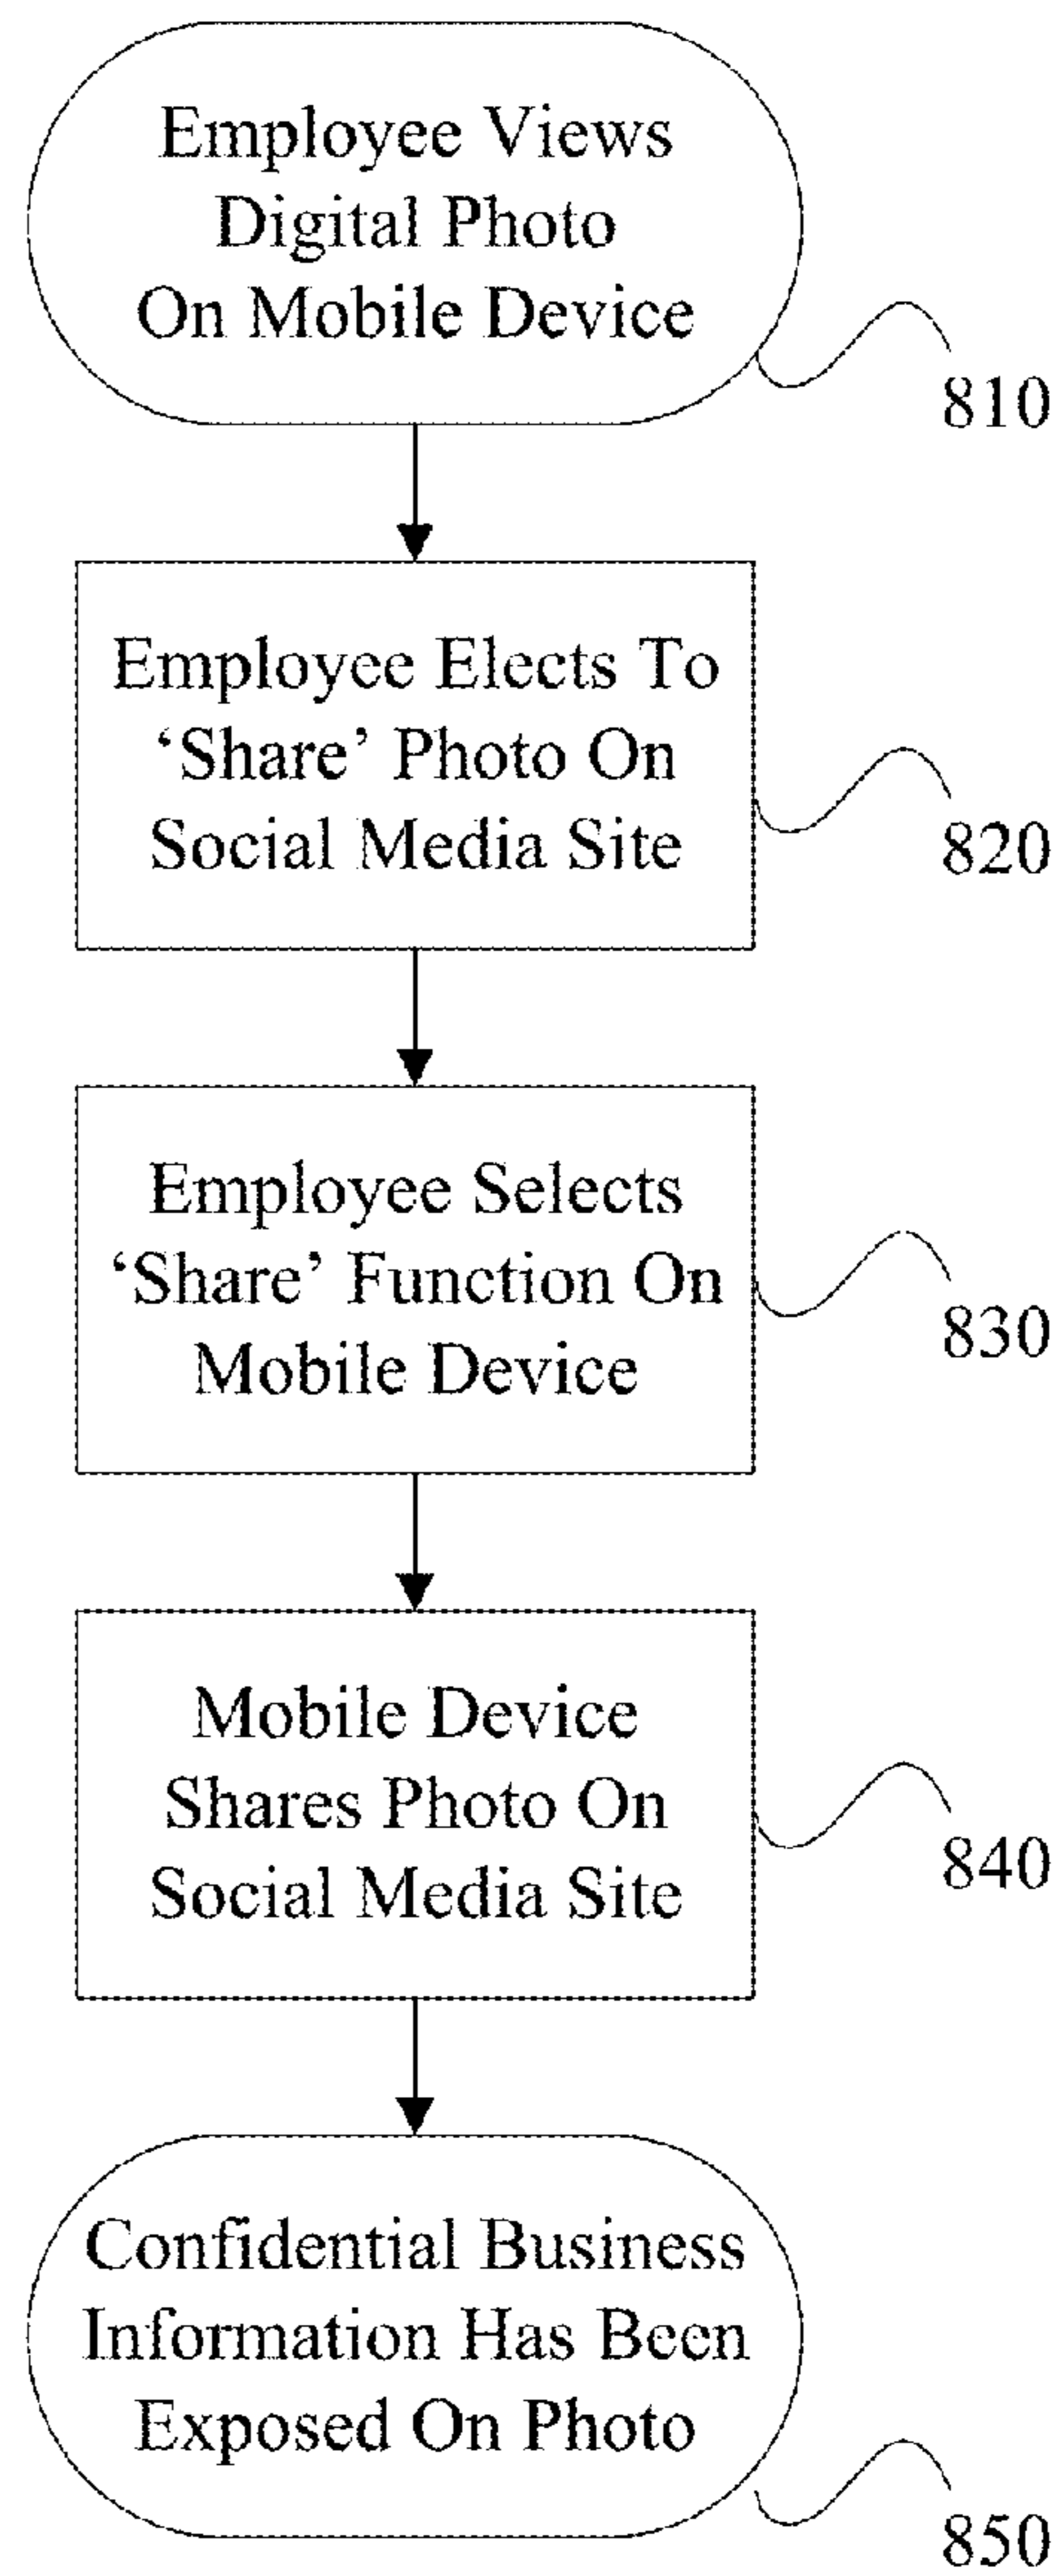 Employee Views
Digital Photo
On Mobile Device
810
Employee Elects To
‘Share’ Photo On
Social Media Site
820
Employee Selects
‘Share’ Function On
Mobile Device
830
Mobile Device
Shares Photo On
Social Media Site
840
Confidential Business
Information Has Been
Exposed On Photo
850